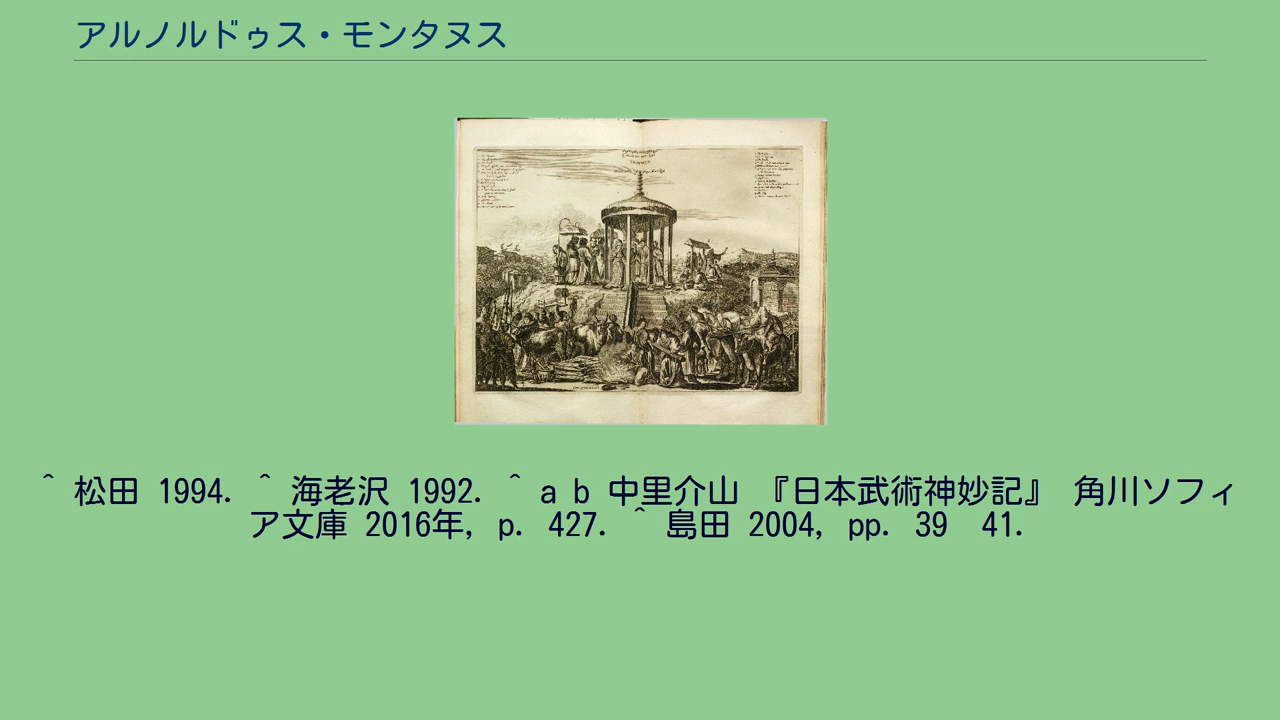 アルノルドゥス・モンタヌス
^ 松田 1994. ^ 海老沢 1992. ^ a b 中里介山 『日本武術神妙記』 角川ソフィ
ア文庫 2016年, p. 427. ^ 島田 2004, pp. 39 41.